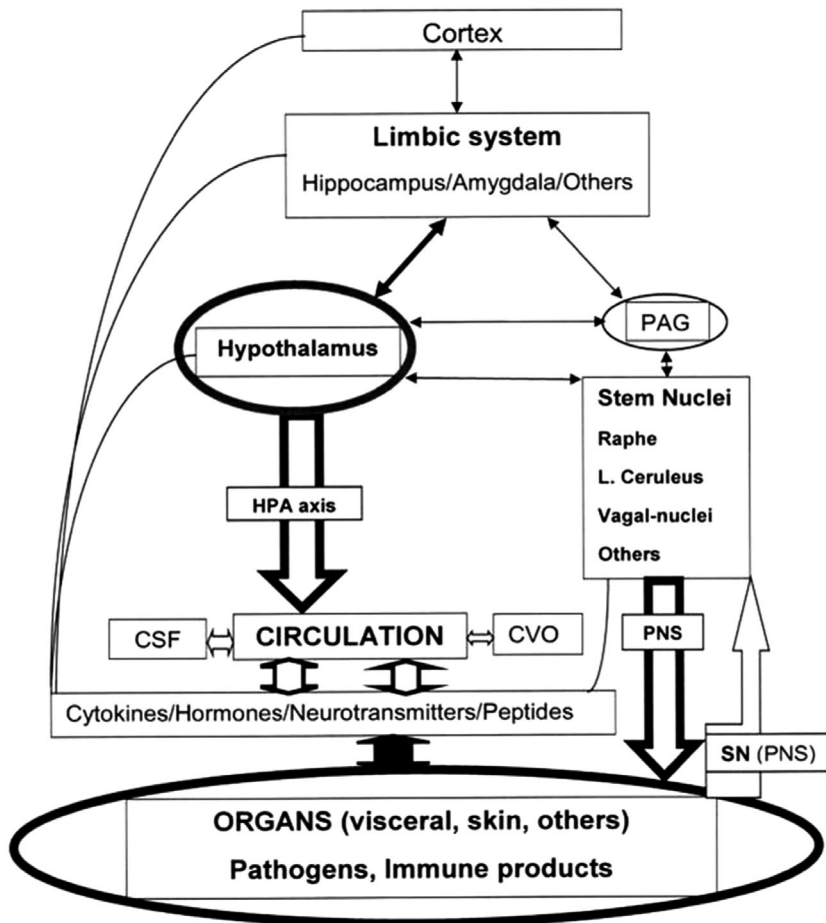 Cortex
Limbic system
Hippocampus/Amygdala/Others
Hypothalamus
PAG
Stem Nuclei
Raphe
L. Ceruleus
Vagal-nuclei
Others
HPA axis
CSF
CIRCULATION
CVO
PNS
Cytokines/Hormones/Neurotransmitters/Peptides
SN (PNS)
ORGANS (visceral, skin, others)
Pathogens, Immune products